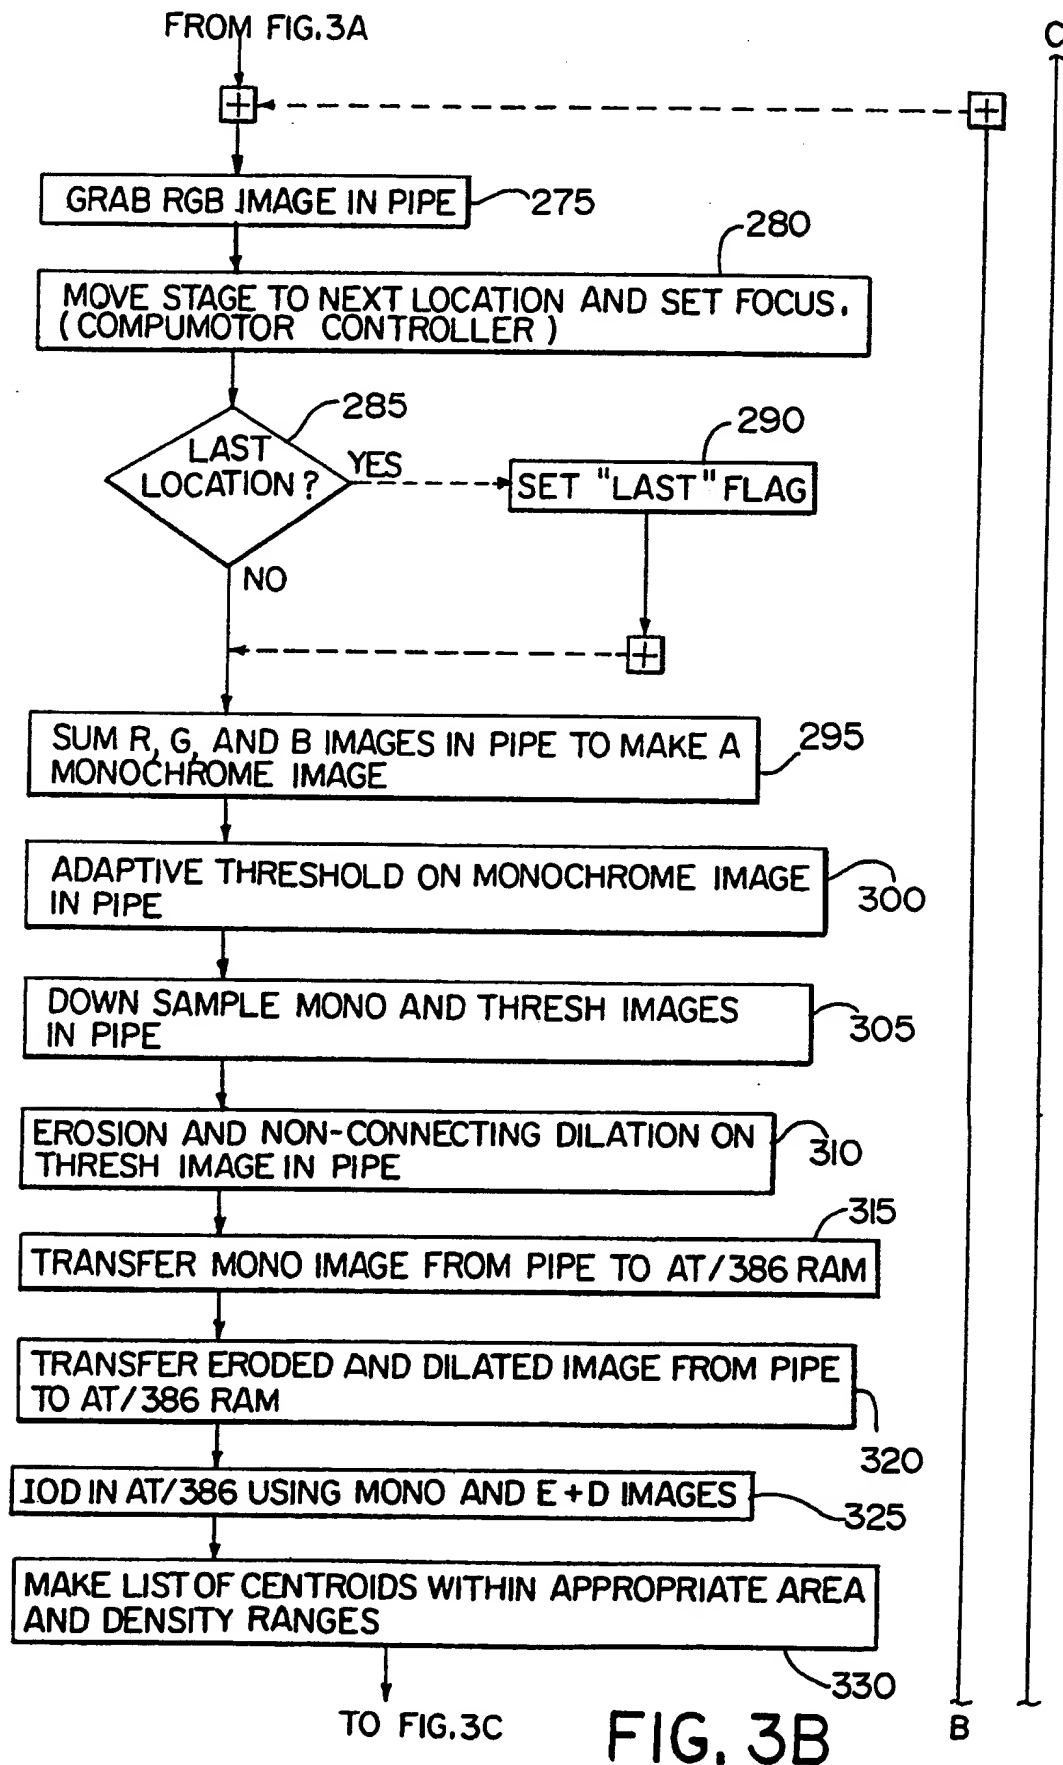 FROM FIG.3A
C
GRAB RGB IMAGE IN PIPE
275
280
MOVE STAGE TO NEXT LOCATION AND SET FOCUS.
(COMPUMOTOR CONTROLLER)
285
LAST
LOCATION?
YES
290
SET "LAST" FLAG
NO
SUM R, G, AND B IMAGES IN PIPE TO MAKE A
MONOCHROME IMAGE
295
ADAPTIVE THRESHOLD ON MONOCHROME IMAGE
IN PIPE
300
DOWN SAMPLE MONO AND THRESH IMAGES
IN PIPE
305
EROSION AND NON-CONNECTING DILATION ON
THRESH IMAGE IN PIPE
310
315
TRANSFER MONO IMAGE FROM PIPE TO AT/386 RAM
TRANSFER ERODED AND DILATED IMAGE FROM PIPE
TO AT/386 RAM
320
IOD IN AT/386 USING MONO AND E+D IMAGES
325
MAKE LIST OF CENTROIDS WITHIN APPROPRIATE AREA
AND DENSITY RANGES
330
TO FIG.3C
FIG. 3B
B